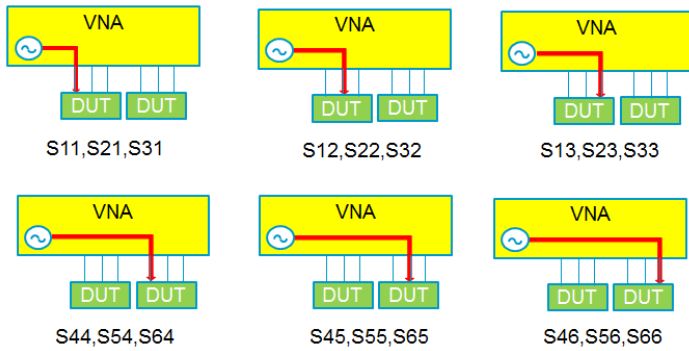 VNA
DUT DUT
S11,S21,S31
VNA
DUT DUT
S12,S22,S32
VNA
DUT DUT
S13,S23,S33
VNA
DUT DUT
S44,S54,S64
VNA
DUT DUT
S45,S55,S65
VNA
DUT DUT
S46,S56,S66